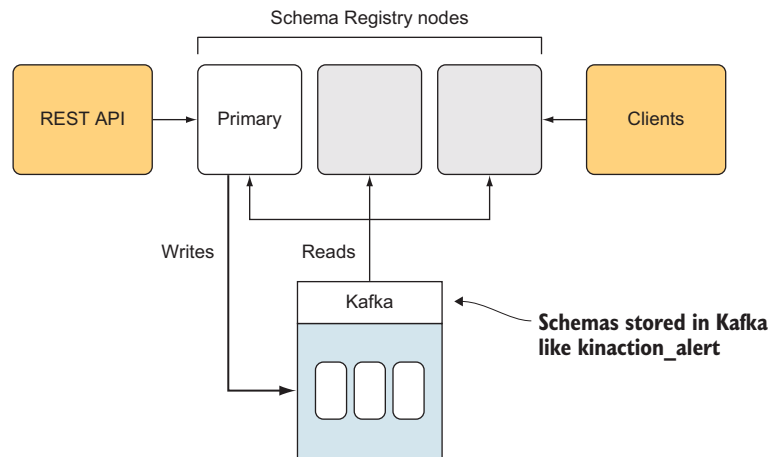 Schema Registry nodes
REST API
Primary
Clients
Writes
Reads
Kafka
Schemas stored in Kafka
like kinaction_alert